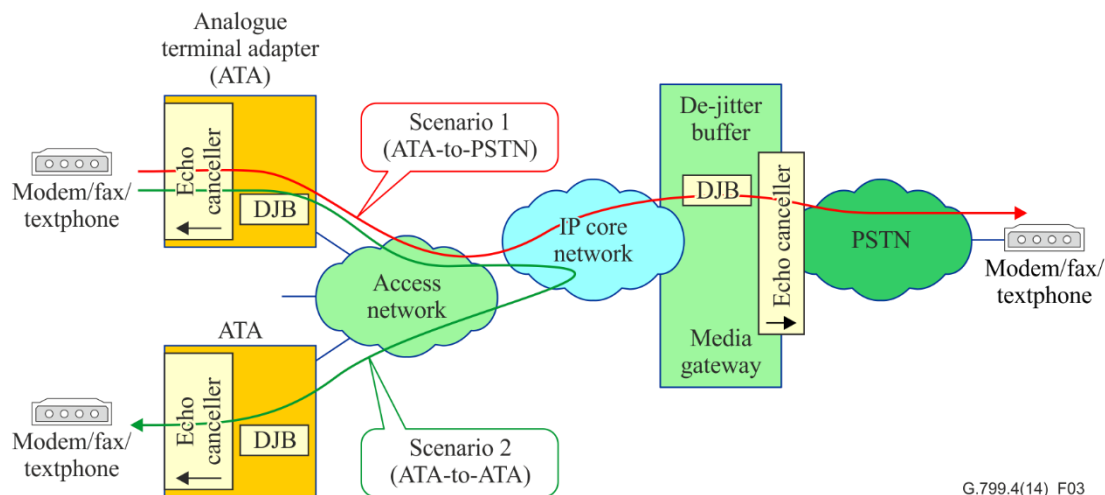 Analogue
terminal adapter
(ATA)
Echo
canceller
DJB
Modem/fax/
textphone
Scenario 1
(ATA-to-PSTN)
Access
network
IP core
network
De-jitter
buffer
DJB
Echo canceller
Media
gateway
PSTN
Modem/fax/
textphone
ATA
Echo
canceller
DJB
Modem/fax/
textphone
Scenario 2
(ATA-to-ATA)
G.799.4(14)_F03